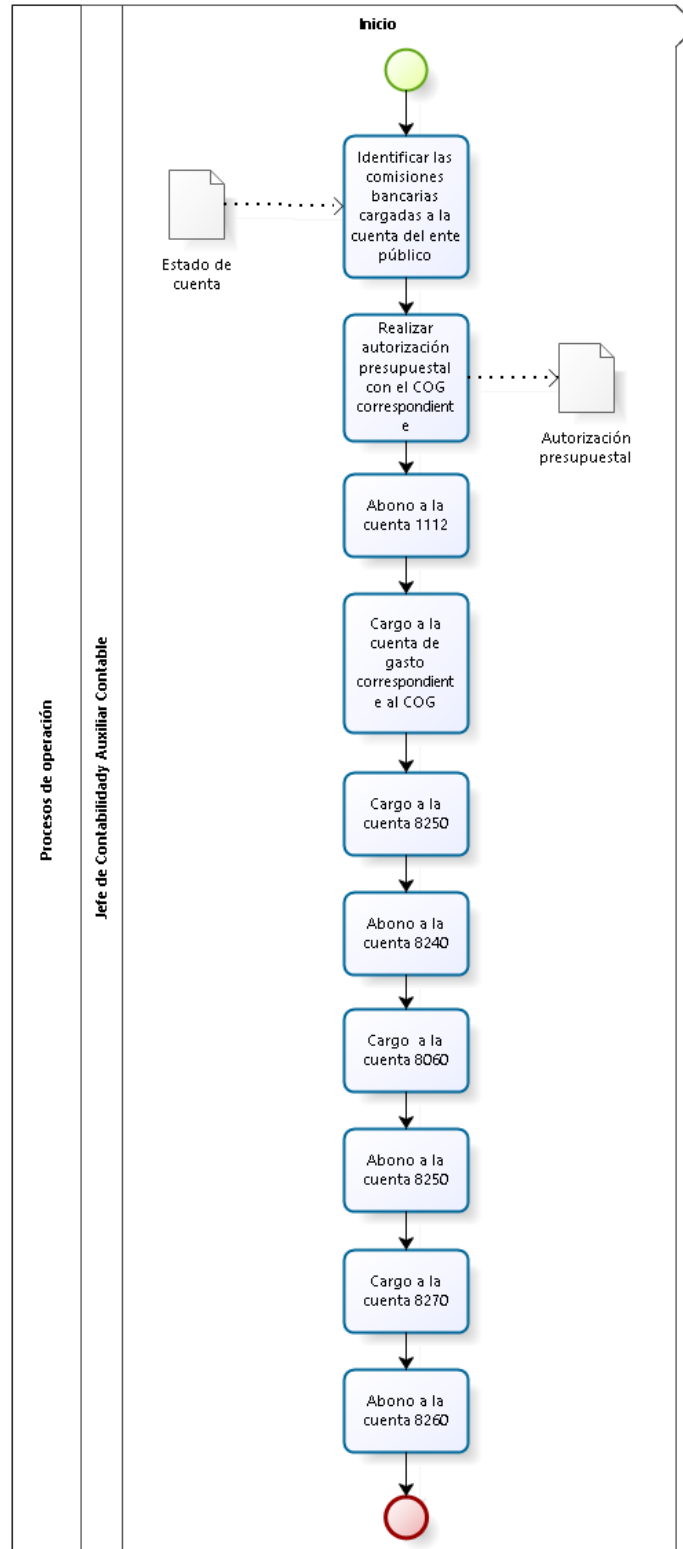 Inicio
Identificar las
comisiones
bancarias
cargadas a la
cuenta del ente
público
Estado de
cuenta
Realizar
autorización
presupuestal
con el COG
correspondient
e
Autorización
presupuestal
Abono a la
cuenta 1112
Cargo a la
cuenta de
gasto
correspondient
e al COG
Cargo a la
cuenta 8250
Abono a la
cuenta 8240
Cargo a la
cuenta 8060
Abono a la
cuenta 8250
Cargo a la
cuenta 8270
Abono a la
cuenta 8260
Procesos de operación
Jefe de Contabilidady Auxiliar Contable